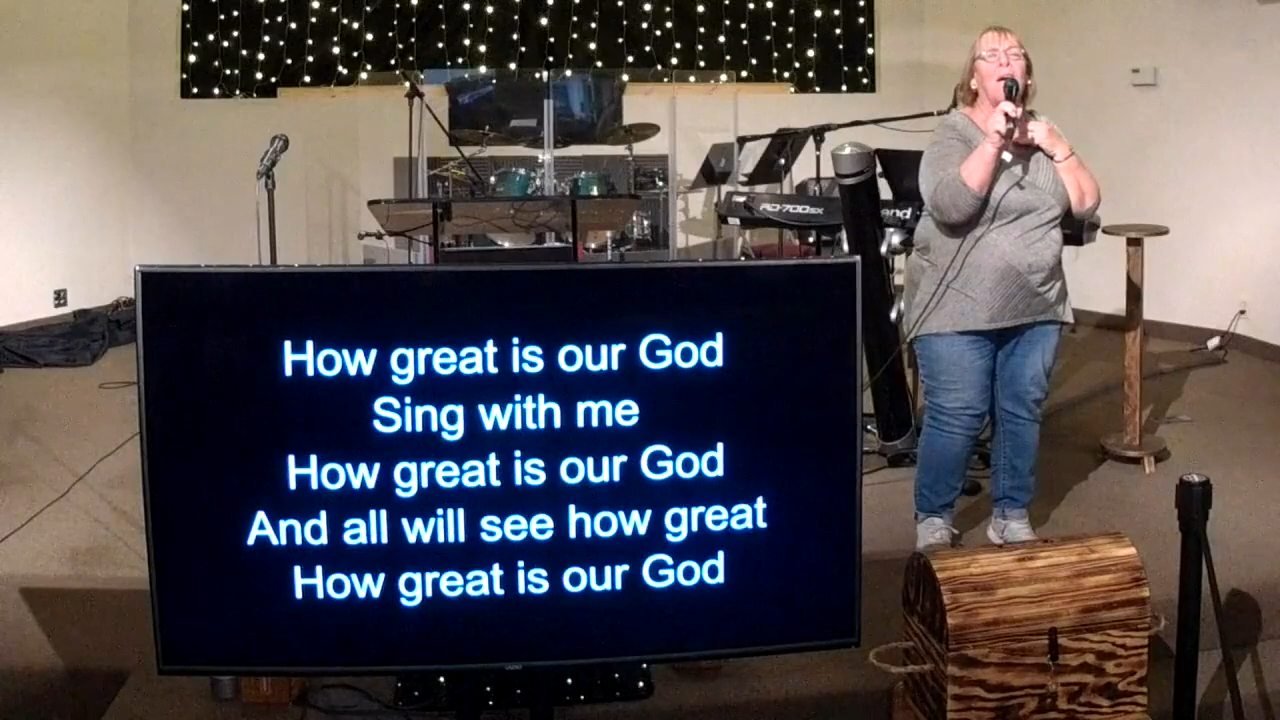 RD-700SX
How great is our God
Sing with me
How great is our God
And all will see how great
How great is our God
VIZIO